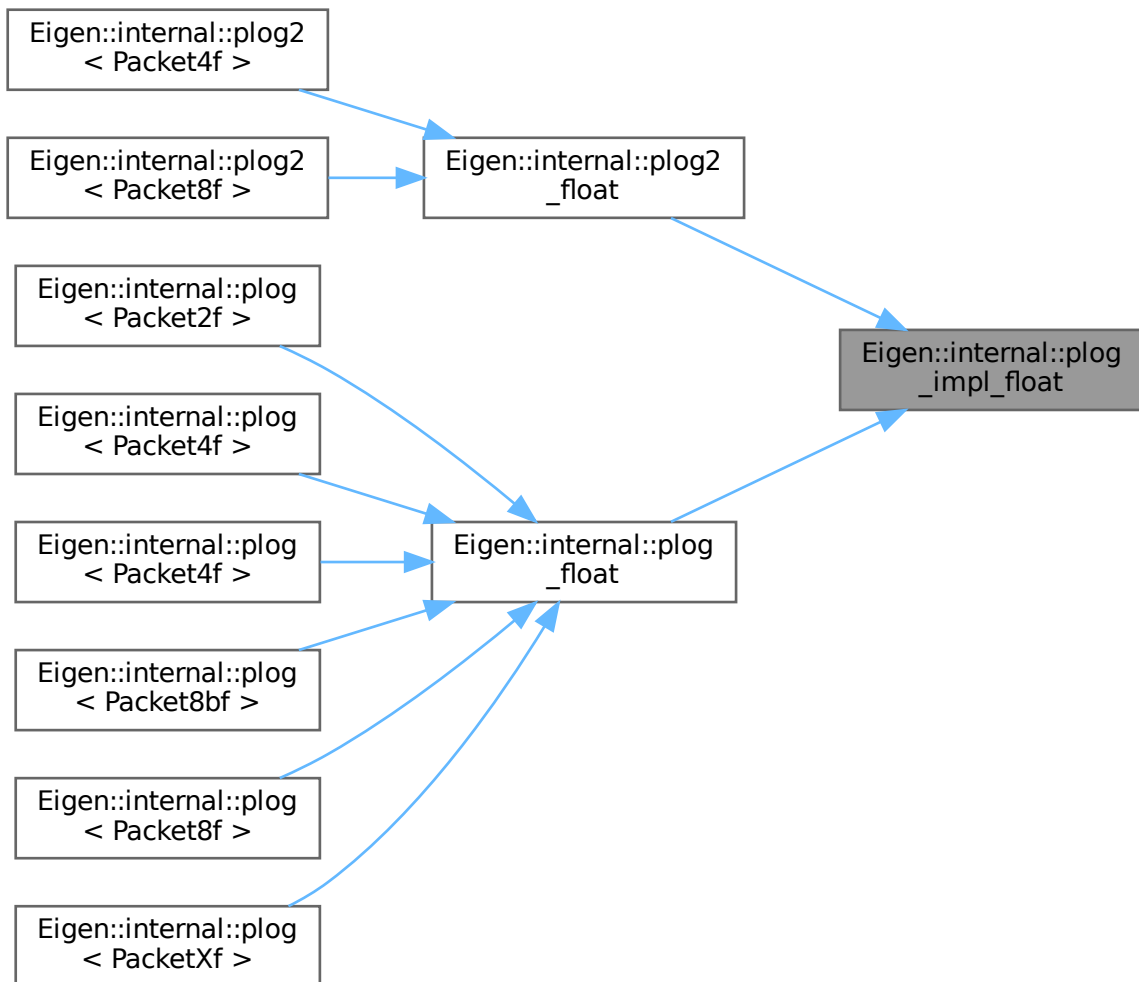 Eigen::internal::plog2
< Packet4f >
Eigen::internal::plog2
< Packet8f >
Eigen::internal::plog2
_float
Eigen::internal::plog
< Packet2f >
Eigen::internal::plog
_impl_float
Eigen::internal::plog
< Packet4f >
Eigen::internal::plog
< Packet4f >
Eigen::internal::plog
_float
Eigen::internal::plog
< Packet8bf >
Eigen::internal::plog
< Packet8f >
Eigen::internal::plog
< PacketXf >